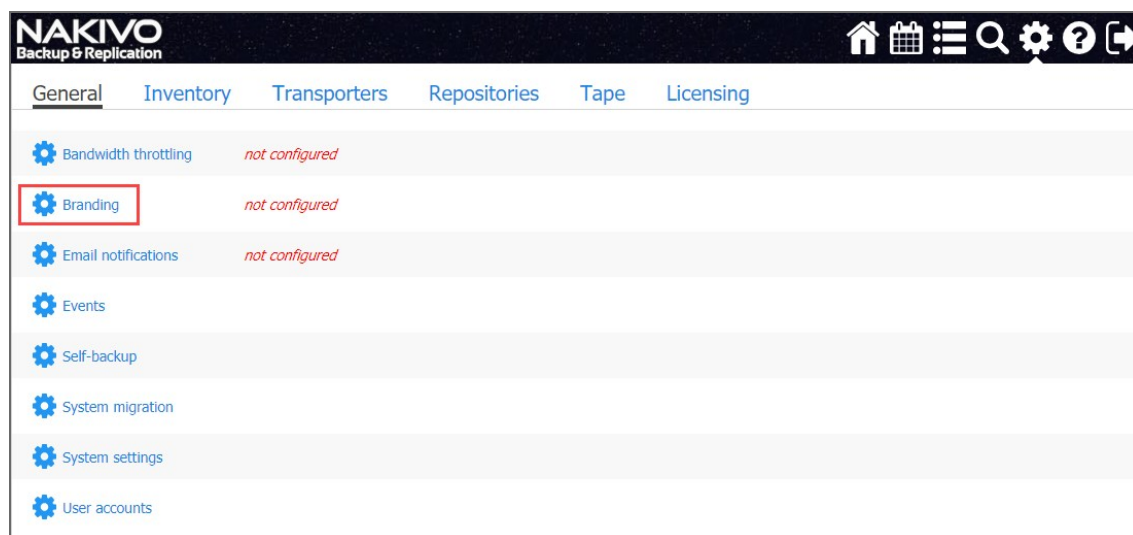 NAKIVO
Backup & Replication
General Inventory Transporters Repositories Tape Licensing
Bandwidth throttling not configured
Branding not configured
Email notifications not configured
Events
Self-backup
System migration
System settings
User accounts